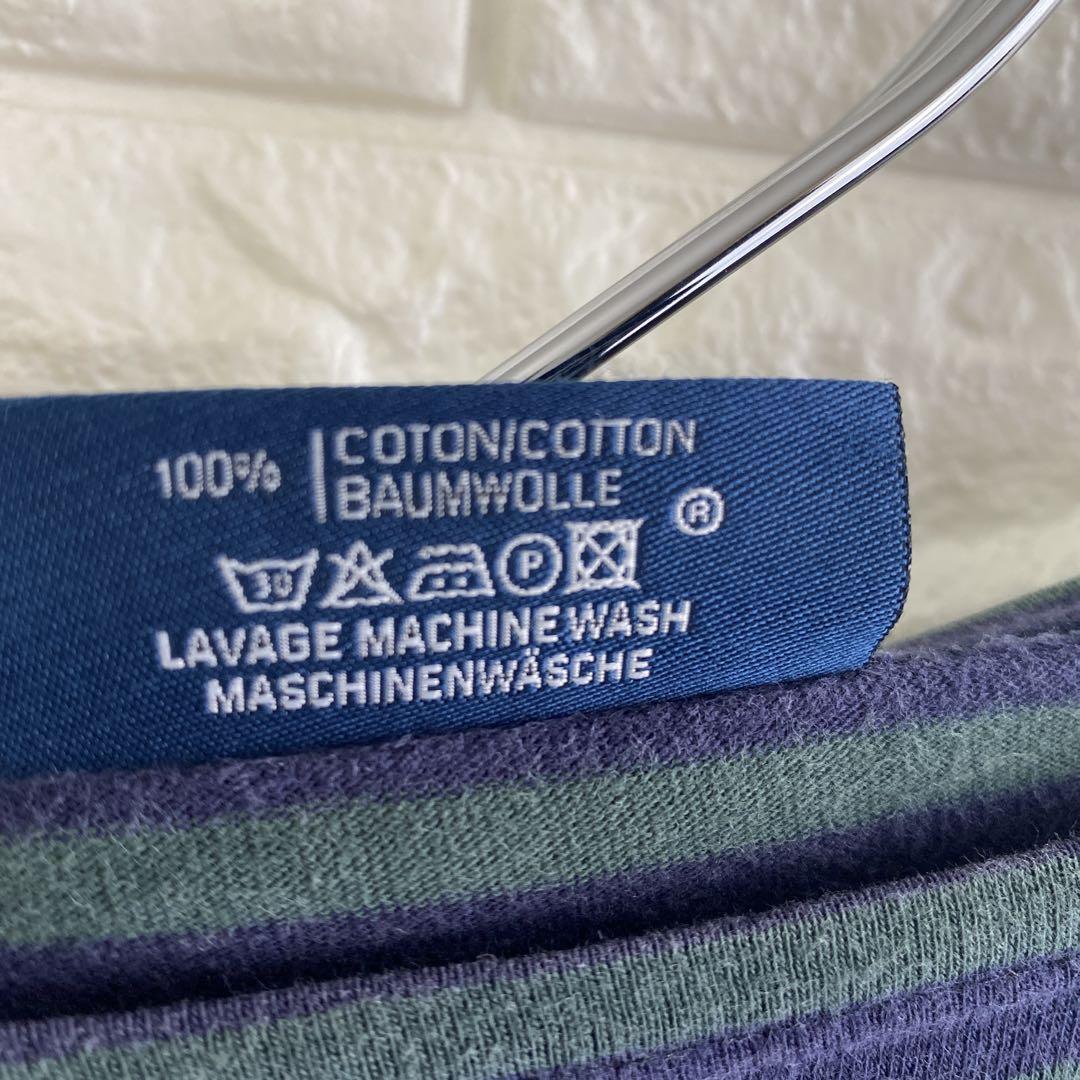 100% COTON/COTTON
BAUMWOLLE
®
30 P
LAVAGE MACHINE WASH
MASCHINENWÄSCHE